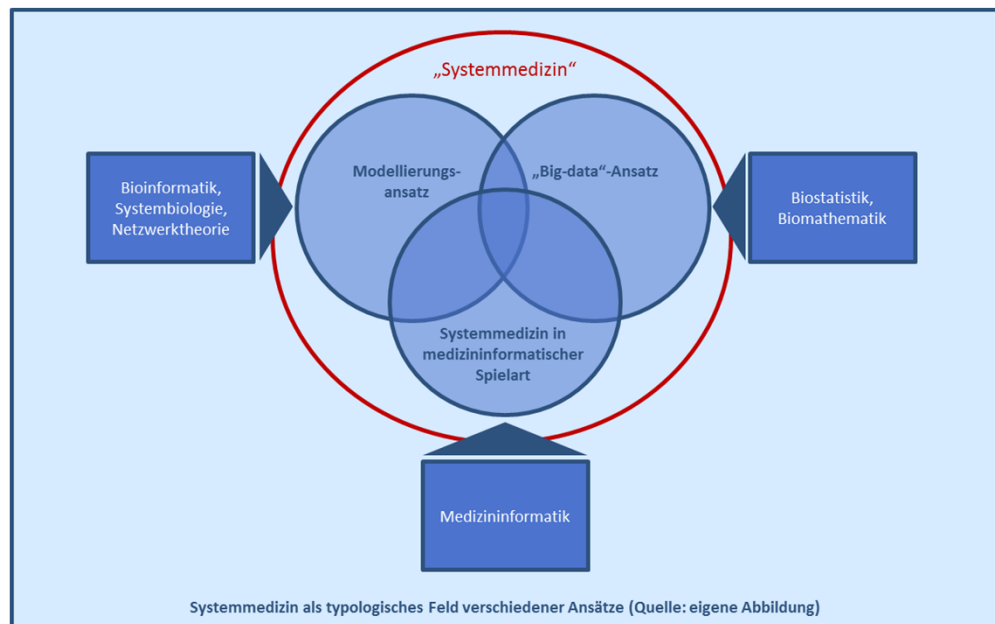 „Systemmedizin“
Modellierungs-
ansatz
„Big-data“-Ansatz
Bioinformatik,
Systembiologie,
Netzwerktheorie
Biostatistik,
Biomathematik
Systemmedizin in
medizininformatischer
Spielart
Medizininformatik
Systemmedizin als typologisches Feld verschiedener Ansätze (Quelle: eigene Abbildung)